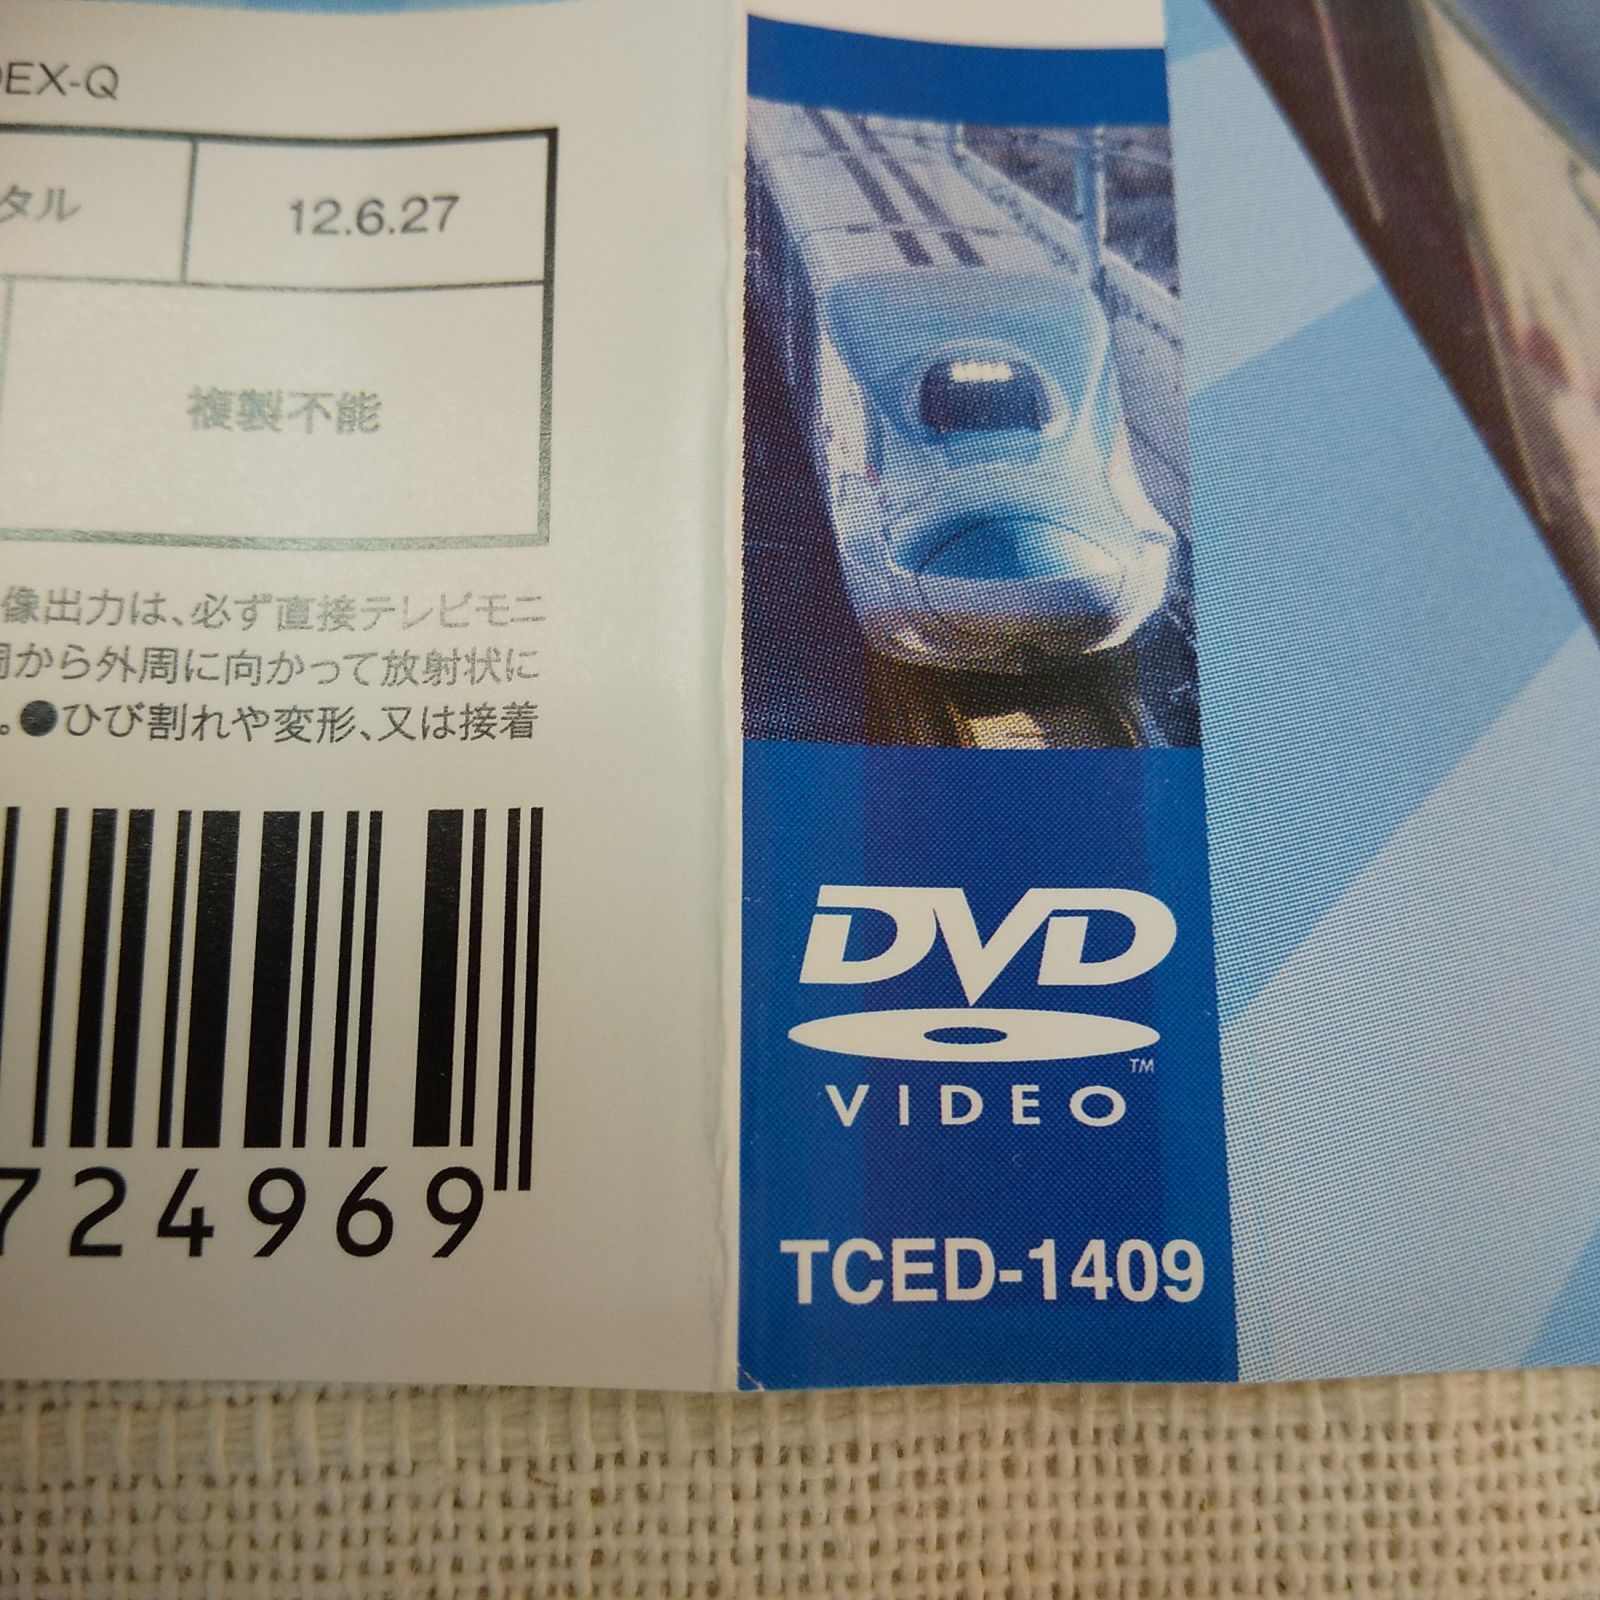 DEX-Q
タル
12.6.27
複製不能
像出力は、必ず直接テレビモニ
周から外周に向かって放射状に
。●ひび割れや変形、又は接着
724969
DVD
VIDEO™
TCED-1409